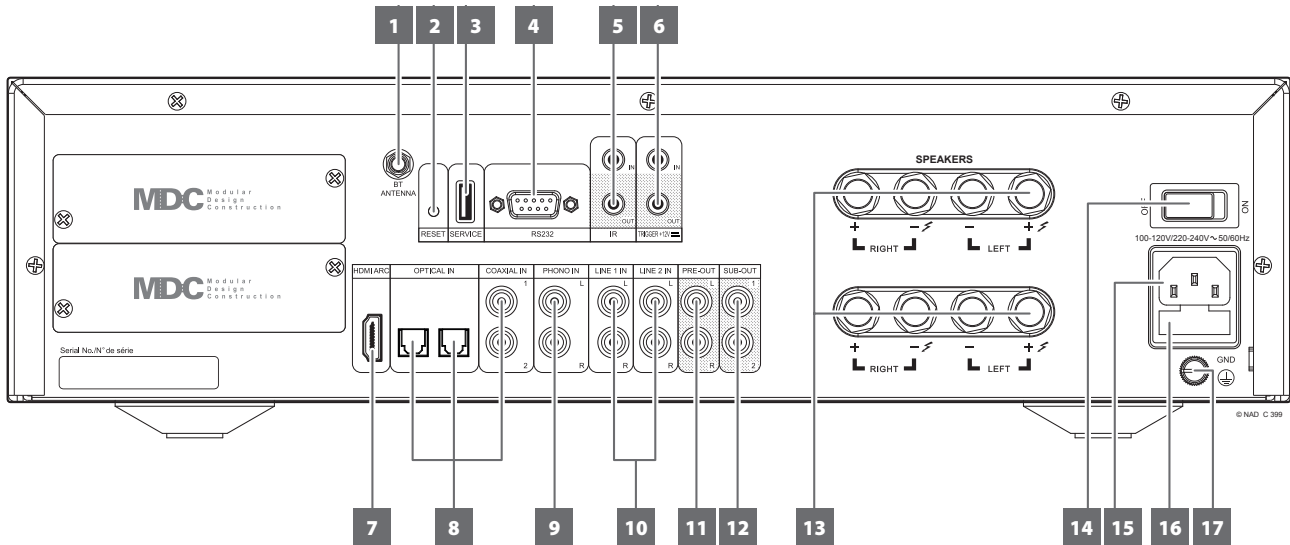 1 2 3 4 5 6
SPEAKERS
BT
ANTENNA
IN IN
OUT OUT
RESET SERVICE RS232 IR TRIGGER +12V
MDC Modular
Design
Construction
+ − − +
RIGHT LEFT
OFF ON
100-120V/220-240V~50/60Hz
MDC Modular
Design
Construction
HDMI ARC OPTICAL IN COAXIAL IN PHONO IN LINE 1 IN LINE 2 IN PRE-OUT SUB-OUT
1 L L L L 1
2 R R R R 2
+ − − +
RIGHT LEFT
Serial No./N° de série
GND
© NAD C 399
7 8 9 10 11 12 13 14 15 16 17